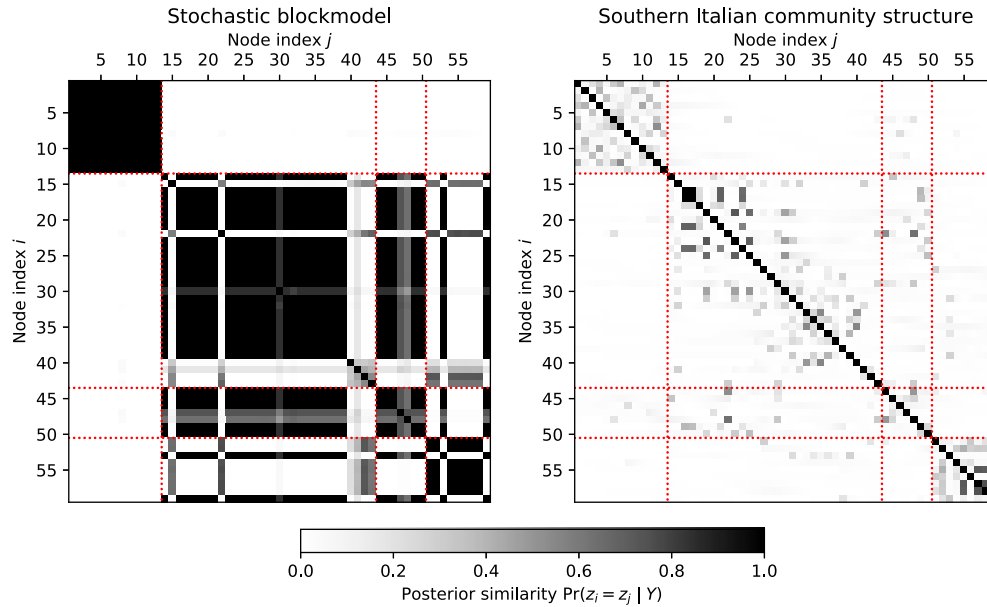 Stochastic blockmodel
Node index j
5 10 15 20 25 30 35 40 45 50 55
Node index i
5
10
15
20
25
30
35
40
45
50
55
Southern Italian community structure
Node index j
5 10 15 20 25 30 35 40 45 50 55
Node index i
5
10
15
20
25
30
35
40
45
50
55
0.0 0.2 0.4 0.6 0.8 1.0
Posterior similarity Pr(z_i = z_j | Y)